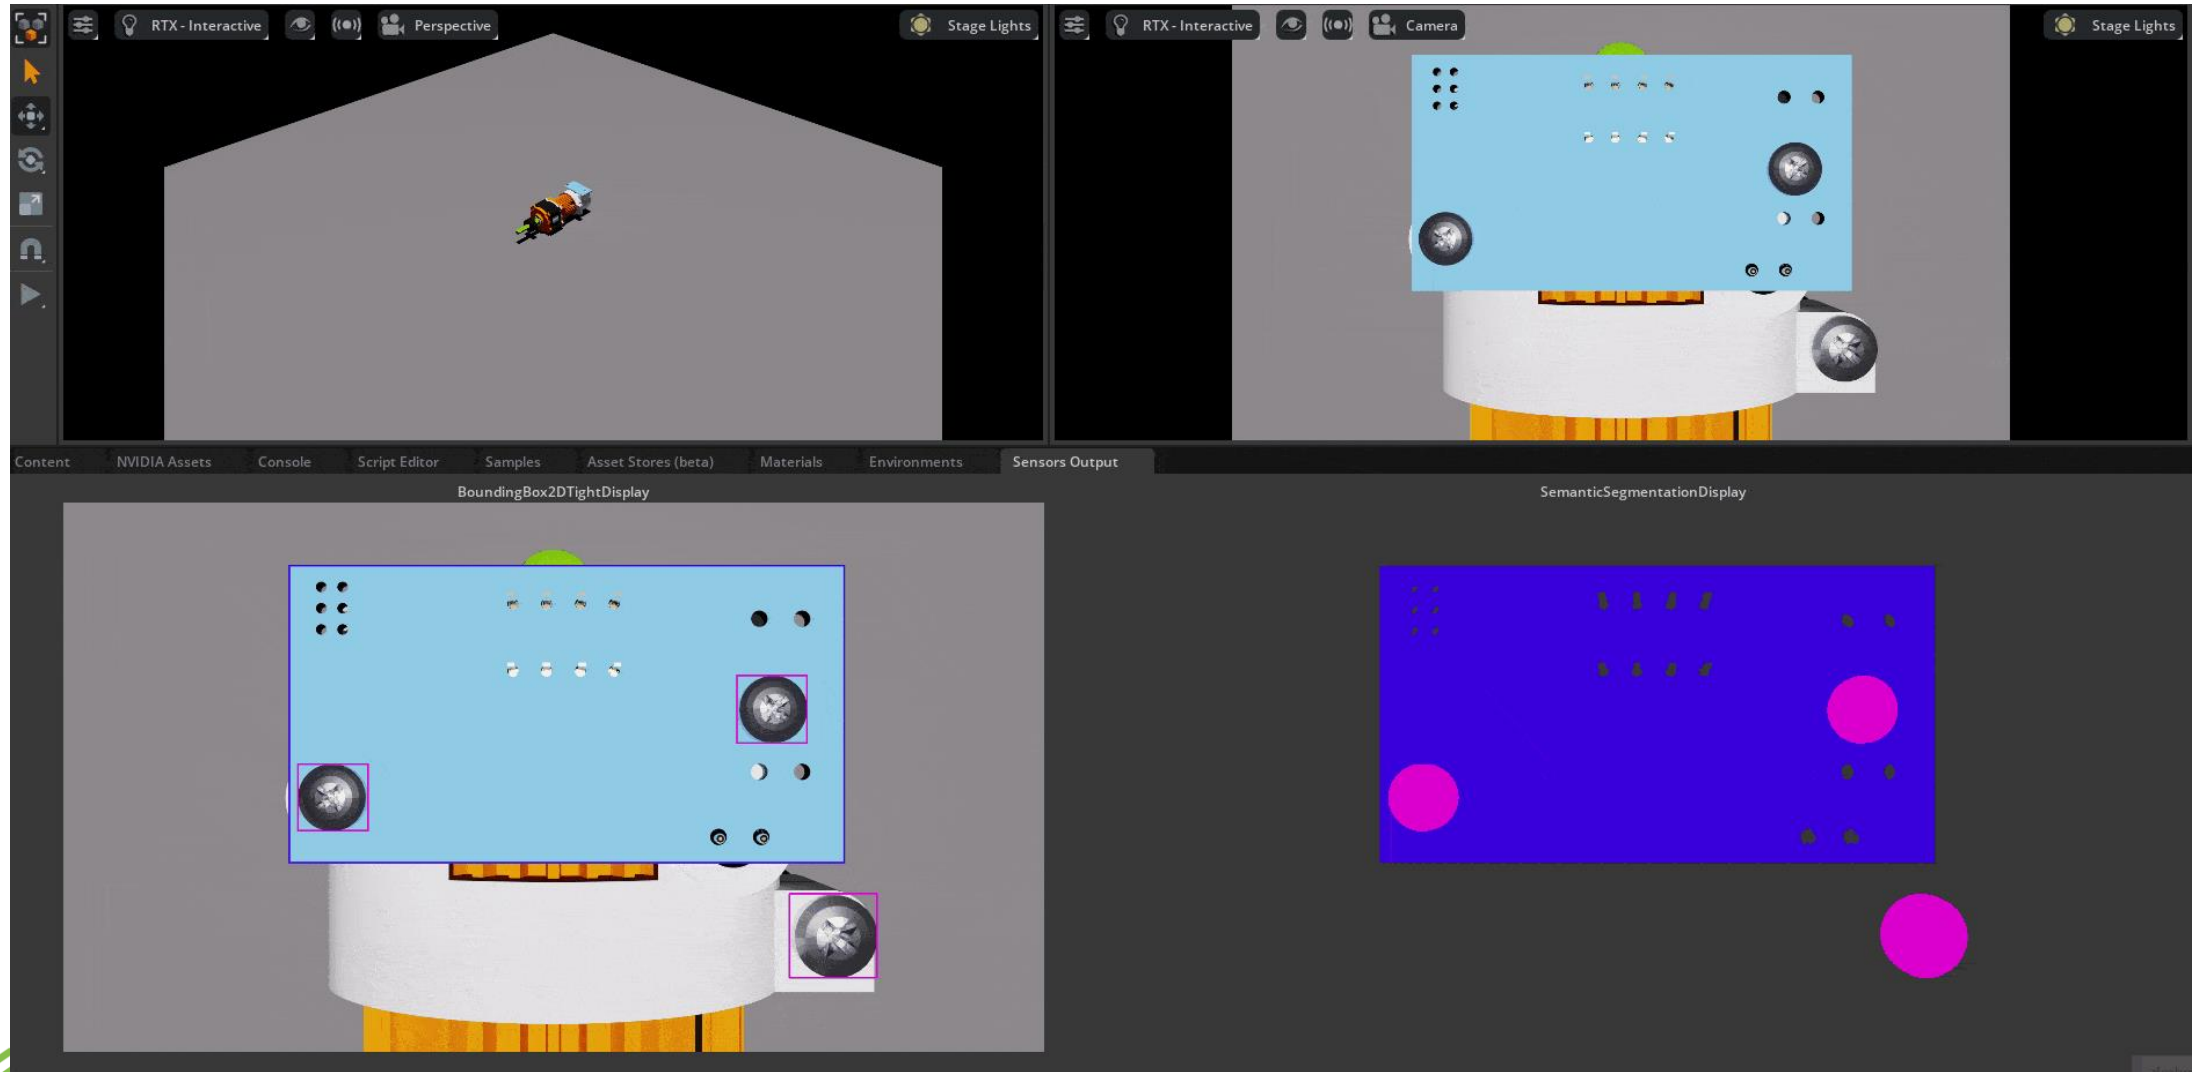 RTX - Interactive
Perspective
Stage Lights
RTX - Interactive
Camera
Stage Lights
Content
NVIDIA Assets
Console
Script Editor
Samples
Asset Stores (beta)
Materials
Environments
Sensors Output
BoundingBox2DTightDisplay
SemanticSegmentationDisplay